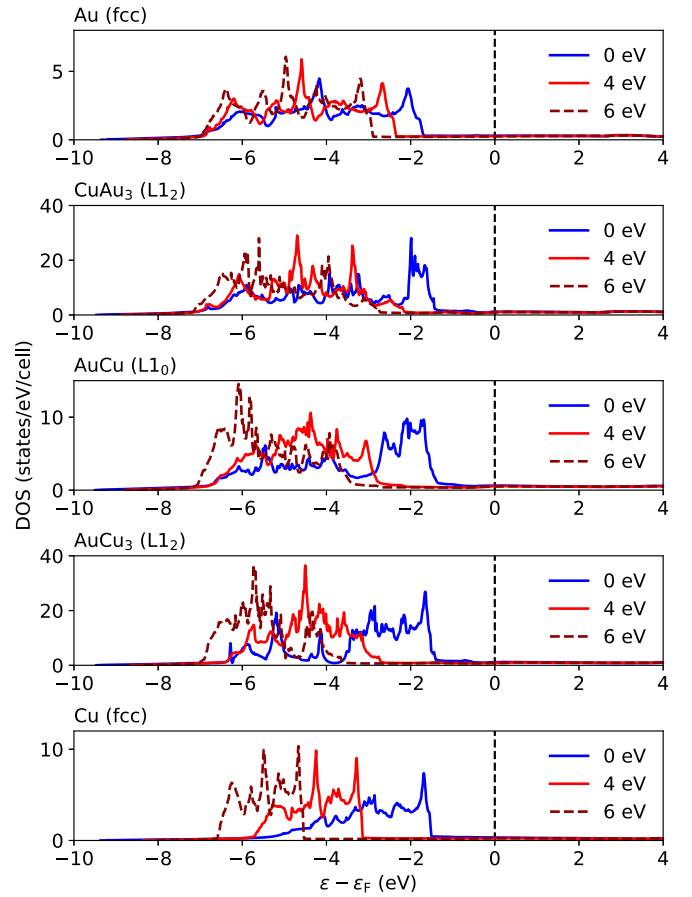 Au (fcc)
0 eV
4 eV
6 eV
5
0
−10 −8 −6 −4 −2 0 2 4
CuAu₃ (L1₂)
0 eV
4 eV
6 eV
40
20
0
−10 −8 −6 −4 −2 0 2 4
AuCu (L1₀)
0 eV
4 eV
6 eV
10
0
−10 −8 −6 −4 −2 0 2 4
DOS (states/eV/cell)
AuCu₃ (L1₂)
0 eV
4 eV
6 eV
40
20
0
−10 −8 −6 −4 −2 0 2 4
Cu (fcc)
0 eV
4 eV
6 eV
10
0
−10 −8 −6 −4 −2 0 2 4
ε − εF (eV)